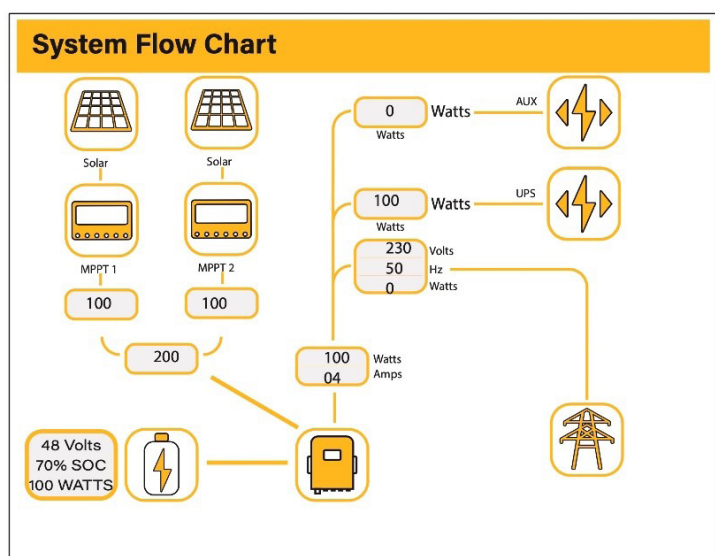 System Flow Chart
Solar
Solar
MPPT 1
MPPT 2
100
100
200
0 Watts
Watts
AUX
100 Watts
Watts
UPS
230 Volts
50 Hz
0 Watts
100 Watts
04 Amps
48 Volts
70% SOC
100 WATTS